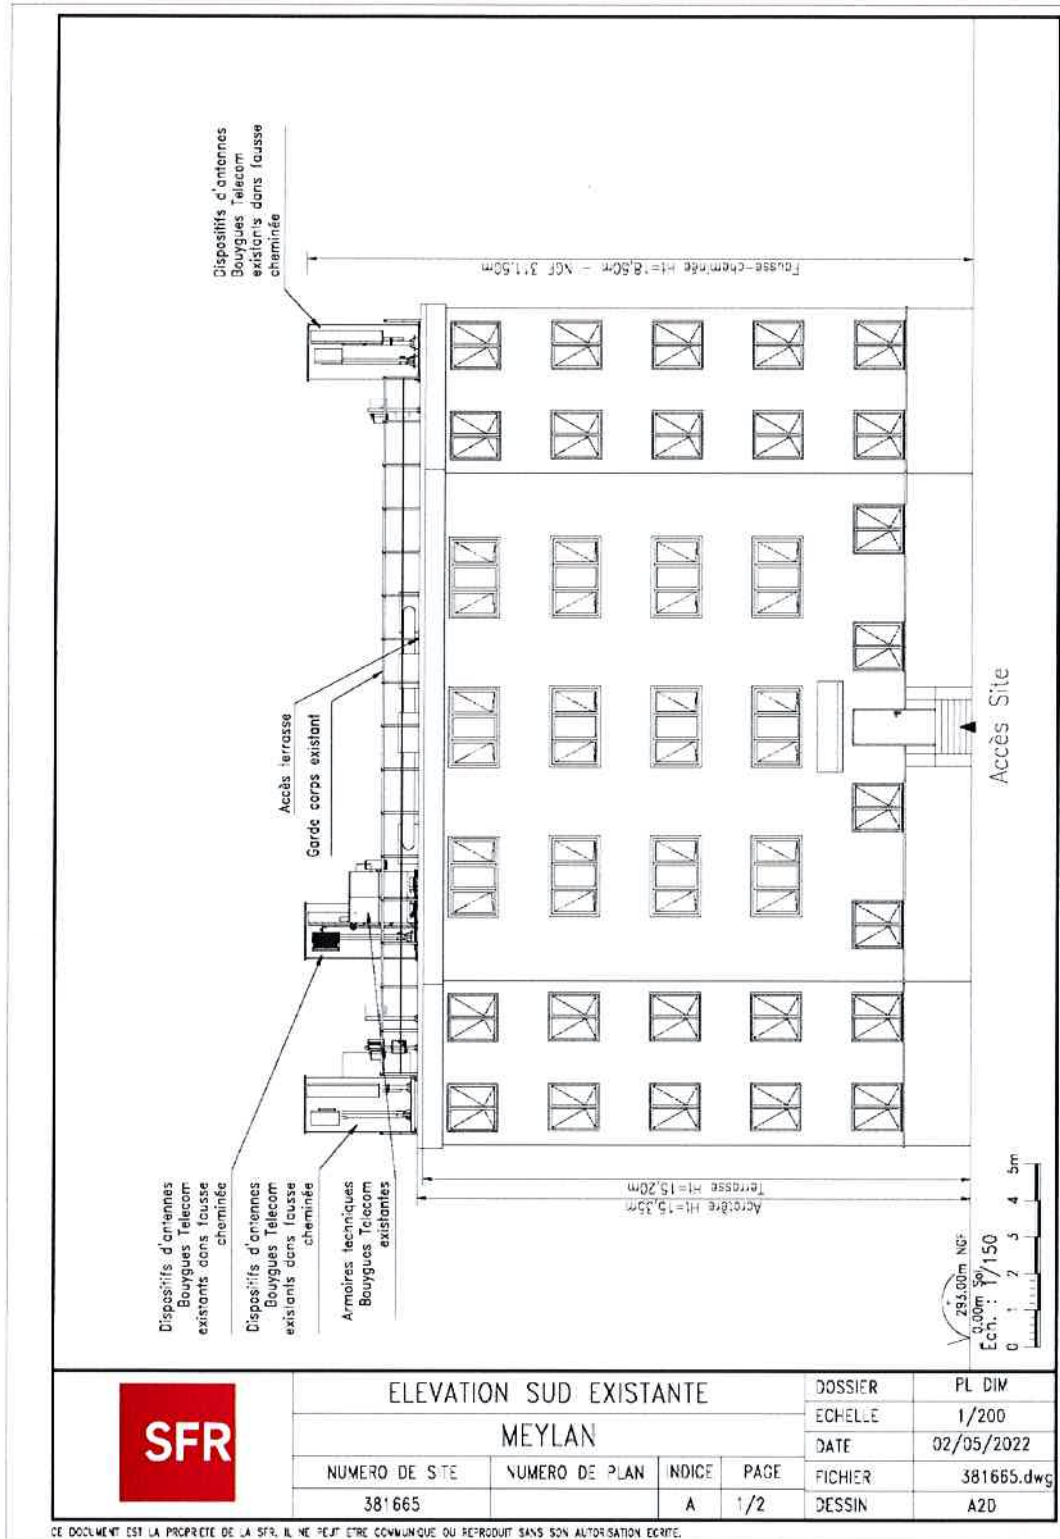 Dispositifs d'antennes
Bouygues Telecom
existants dans fausse
cheminée
Fausse-cheminée Ht=18,50m - NGF 311.50m
Accès terrasse
Garde corps existant
Accès Site
Dispositifs d'antennes
Bouygues Telecom
existants dans fausse
cheminée
Dispositifs d'antennes
Bouygues Telecom
existants dans fausse
cheminée
Armoires techniques
Bouygues Telecom
existantes
Terrasse Ht=15,20m
Acrotère Ht=15,35m
293.00m NGF
0.00m Sol
Ech. : 1/150
0 1 2 3 4 5m
SFR
ELEVATION SUD EXISTANTE
MEYLAN
NUMERO DE SITE
NUMERO DE PLAN
INDICE
PAGE
381665
A
1/2
DOSSIER PL DIM
ECHELLE 1/200
DATE 02/05/2022
FICHIER 381665.dwg
DESSIN A2D
CE DOCUMENT EST LA PROPRIETE DE LA SFR. IL NE PEUT ETRE COMMUNIQUE OU REPRODUIT SANS SON AUTORISATION ECRITE.